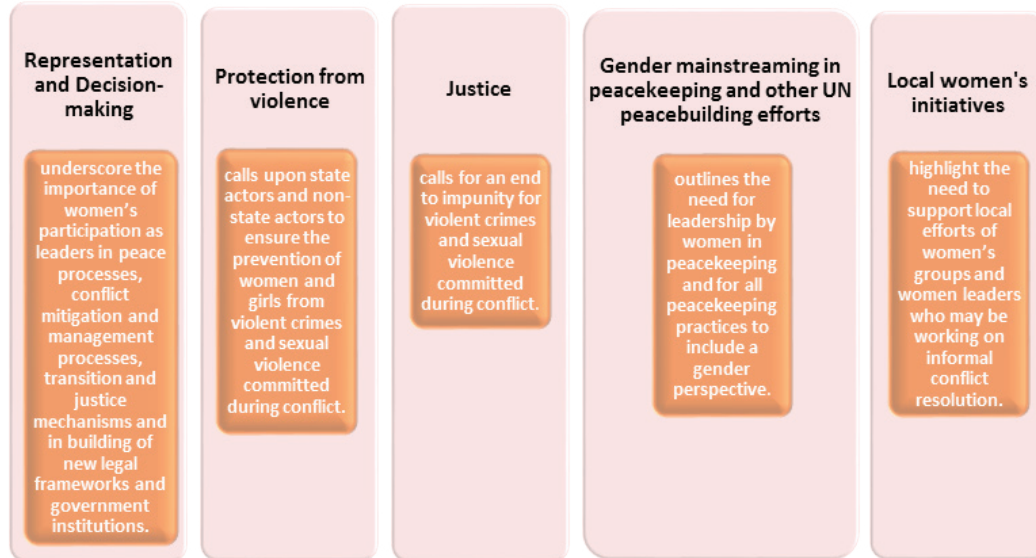 Representation
and Decision-
making
underscore the
importance of
women's
participation as
leaders in peace
processes,
conflict
mitigation and
management
processes,
transition and
justice
mechanisms and
in building of
new legal
frameworks and
government
institutions.
Protection from
violence
calls upon state
actors and non-
state actors to
ensure the
prevention of
women and
girls from
violent crimes
and sexual
violence
committed
during conflict.
Justice
calls for an end
to impunity for
violent crimes
and sexual
violence
committed
during conflict.
Gender mainstreaming in
peacekeeping and other UN
peacebuilding efforts
outlines the
need for
leadership by
women in
peacekeeping
and for all
peacekeeping
practices to
include a
gender
perspective.
Local women's
initiatives
highlight the
need to
support local
efforts of
women's
groups and
women leaders
who may be
working on
informal
conflict
resolution.